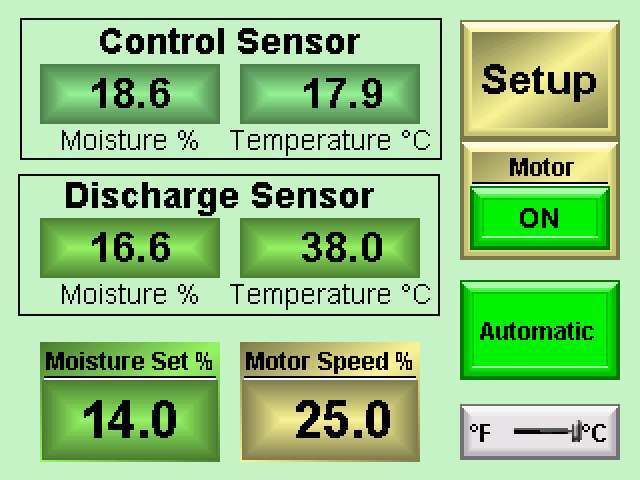 Control Sensor
18.6 17.9
Moisture % Temperature °C
Discharge Sensor
16.6 38.0
Moisture % Temperature °C
Moisture Set %
14.0
Motor Speed %
25.0
Setup
Motor
ON
Automatic
°F °C